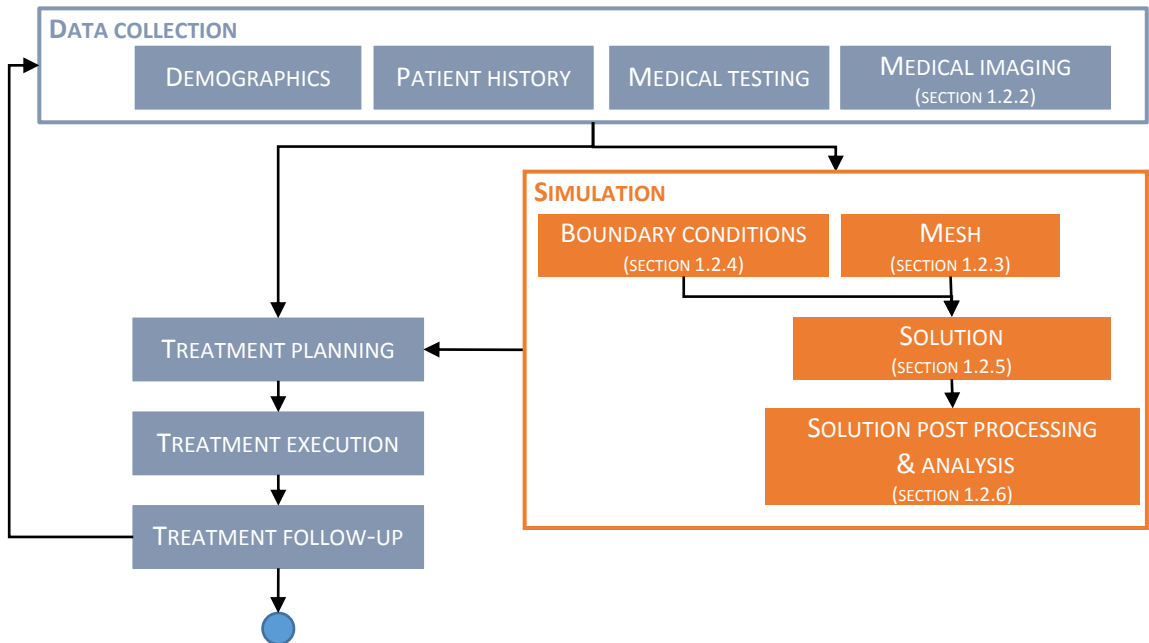 DATA COLLECTION
DEMOGRAPHICS
PATIENT HISTORY
MEDICAL TESTING
MEDICAL IMAGING
(SECTION 1.2.2)
SIMULATION
BOUNDARY CONDITIONS
(SECTION 1.2.4)
MESH
(SECTION 1.2.3)
TREATMENT PLANNING
SOLUTION
(SECTION 1.2.5)
TREATMENT EXECUTION
SOLUTION POST PROCESSING
& ANALYSIS
(SECTION 1.2.6)
TREATMENT FOLLOW-UP